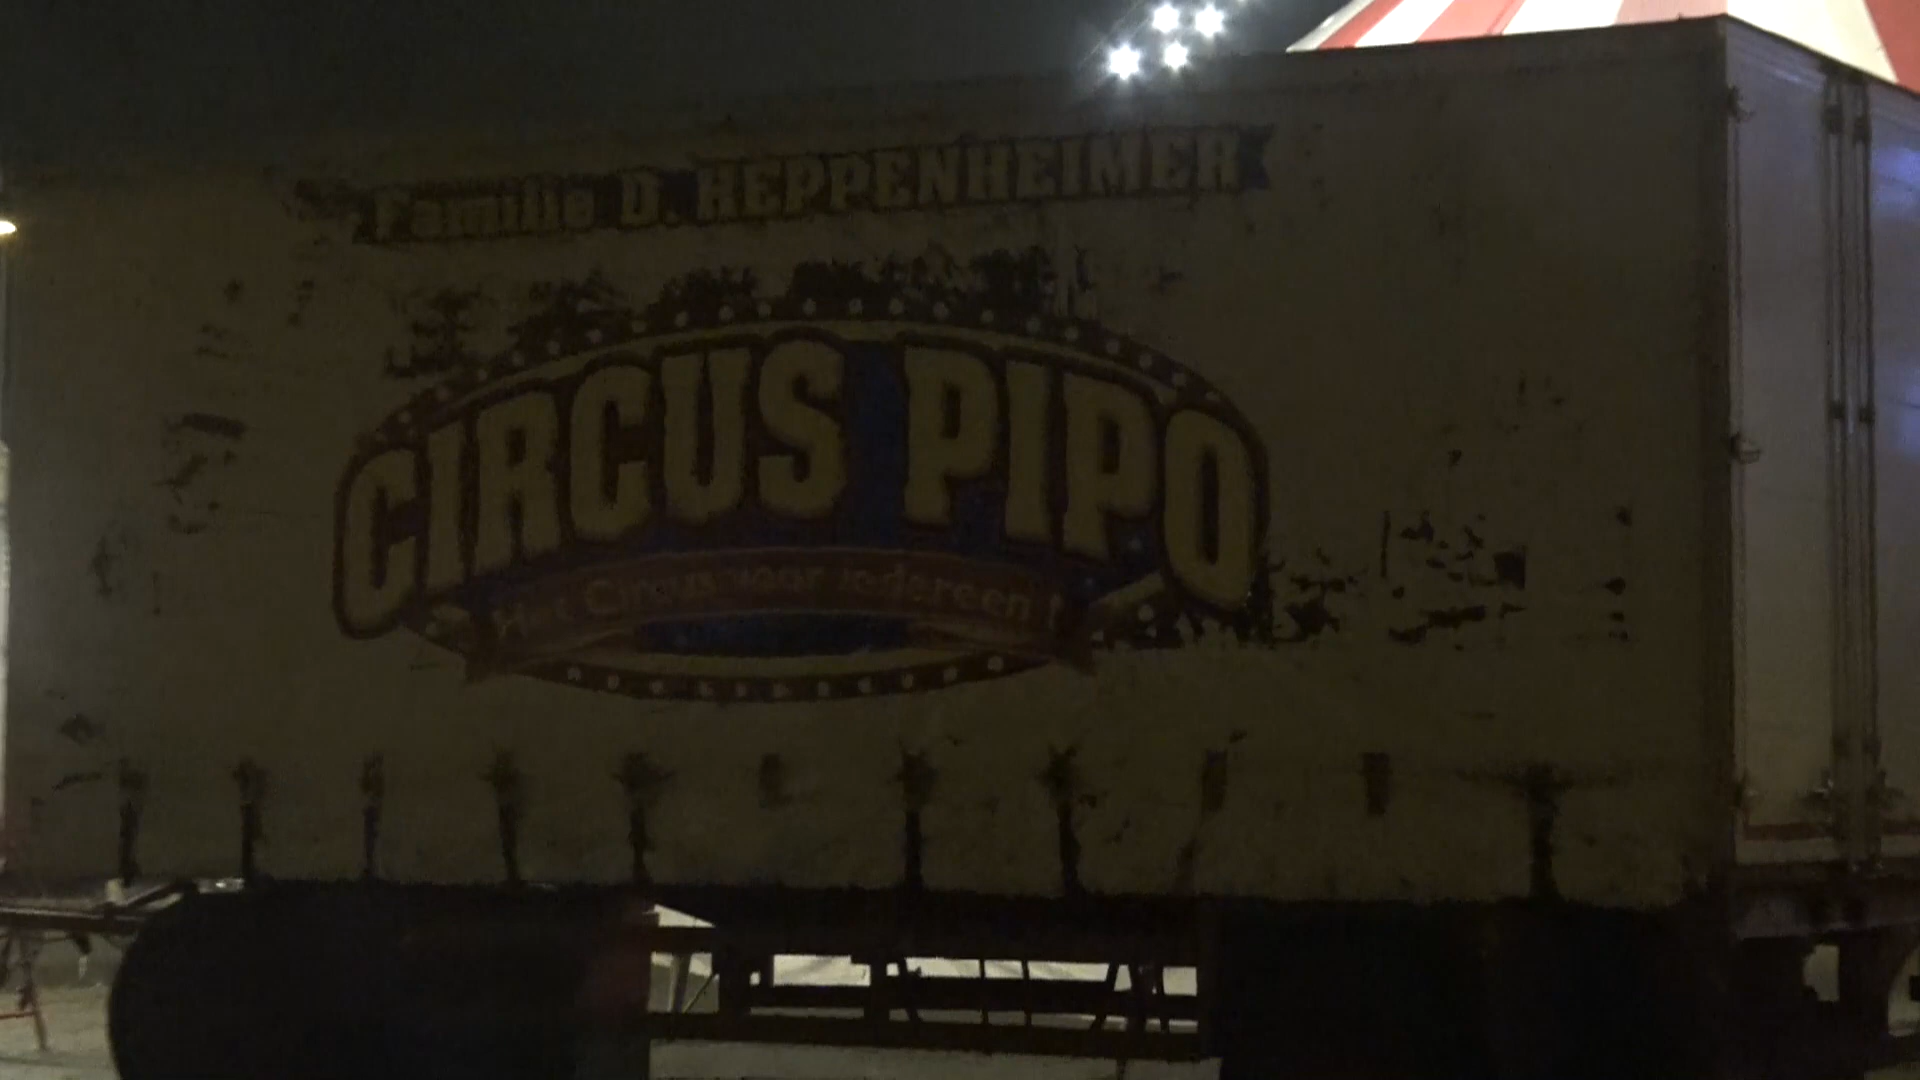 Familie D. HEPPENHEIMER
CIRCUS PIPO
Het Circus voor iedereen !